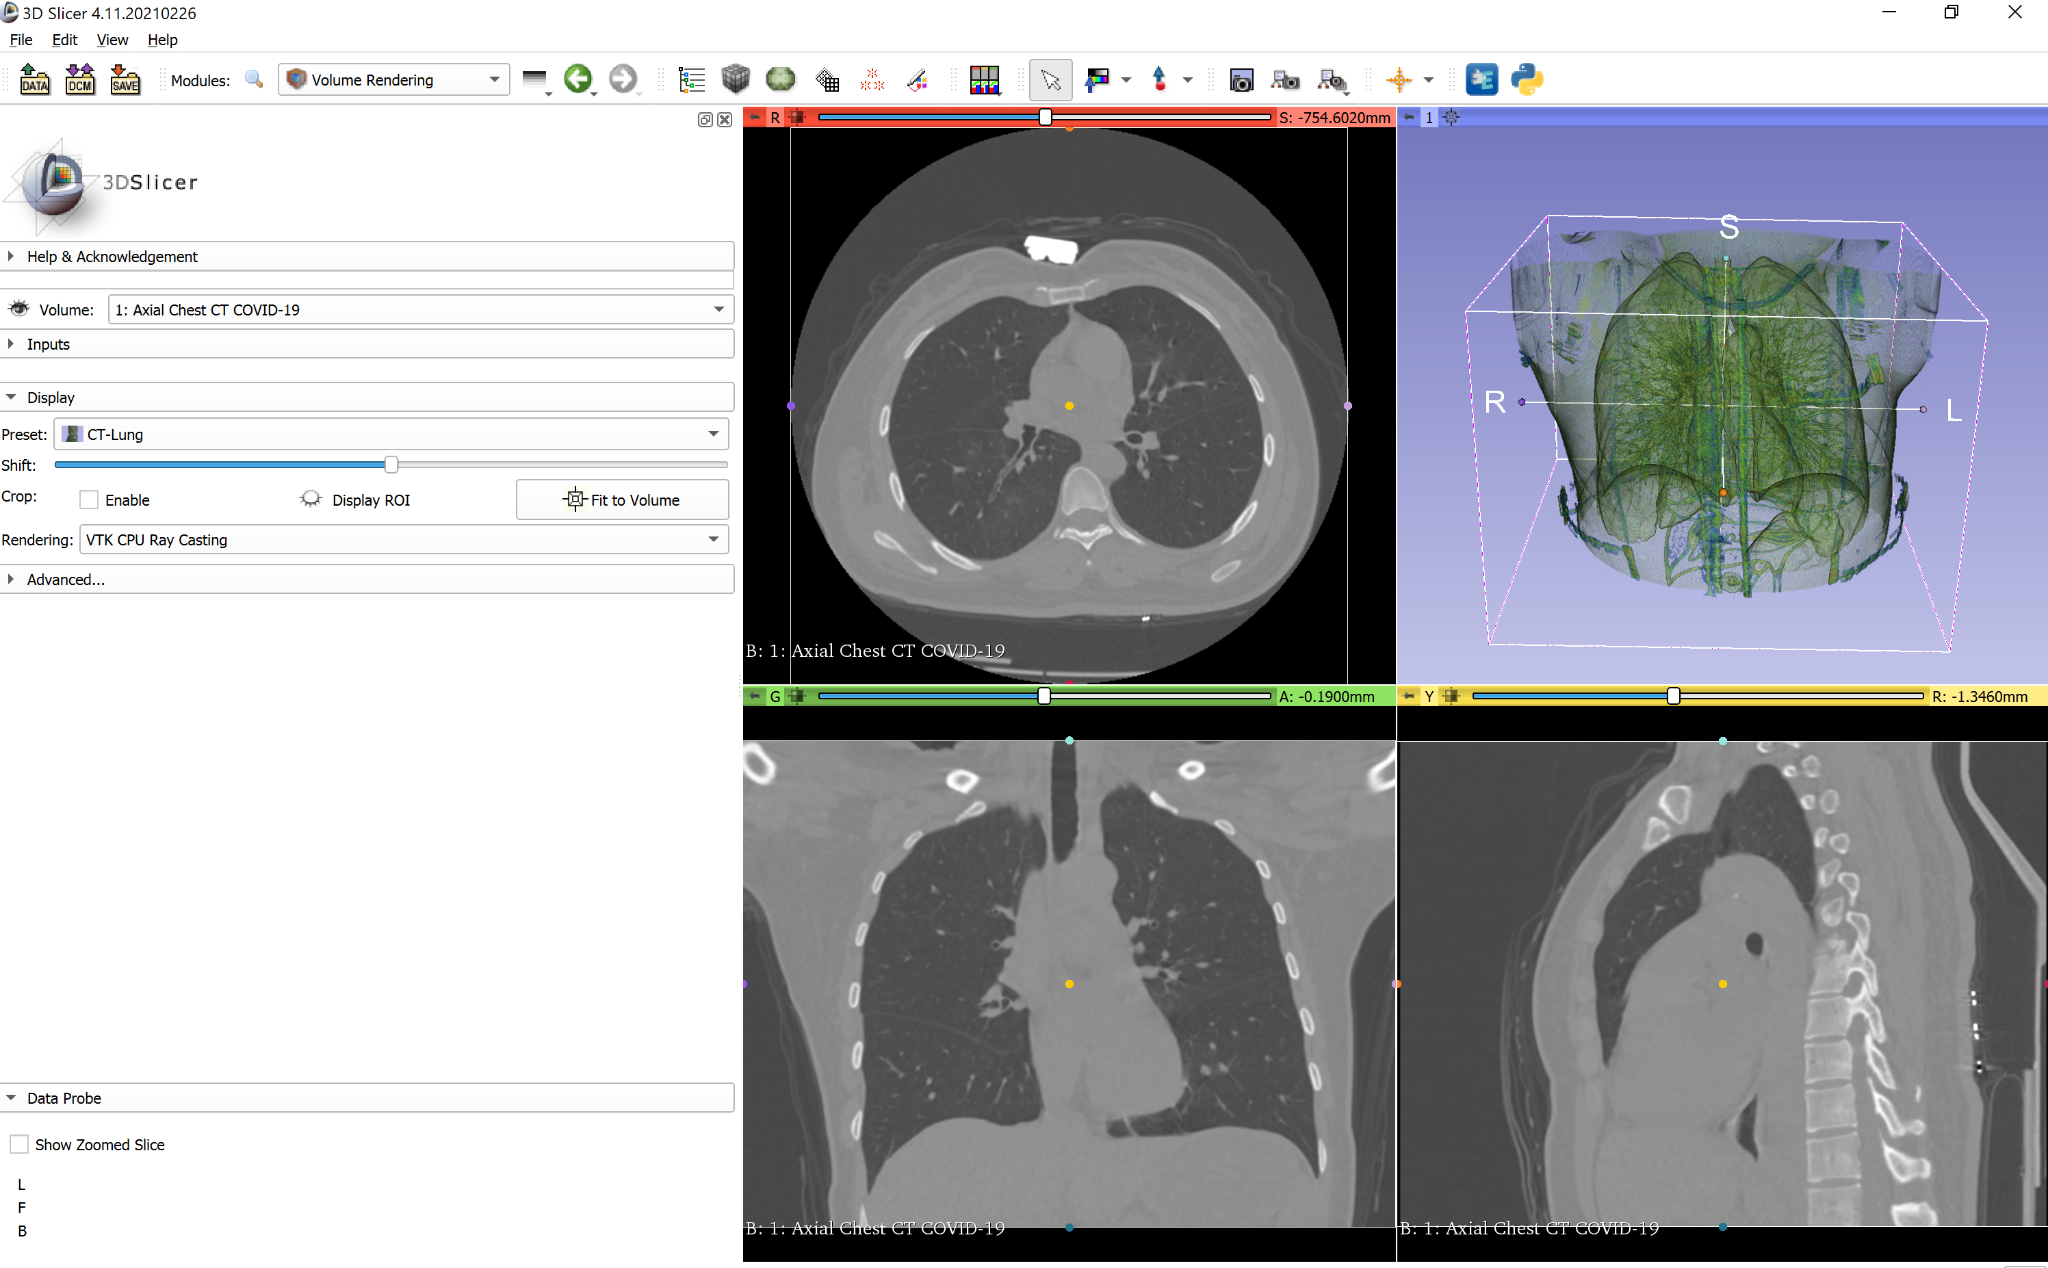 3D Slicer 4.11.20210226
File Edit View Help
DATA DCM SAVE Modules: Volume Rendering
3DSlicer
Help & Acknowledgement
Volume: 1: Axial Chest CT COVID-19
Inputs
Display
Preset: CT-Lung
Shift:
Crop: Enable Display ROI Fit to Volume
Rendering: VTK CPU Ray Casting
Advanced...
Data Probe
Show Zoomed Slice
L
F
B
R S: -754.6020mm
B: 1: Axial Chest CT COVID-19
1
S
R L
G A: -0.1900mm
B: 1: Axial Chest CT COVID-19
Y R: -1.3460mm
B: 1: Axial Chest CT COVID-19